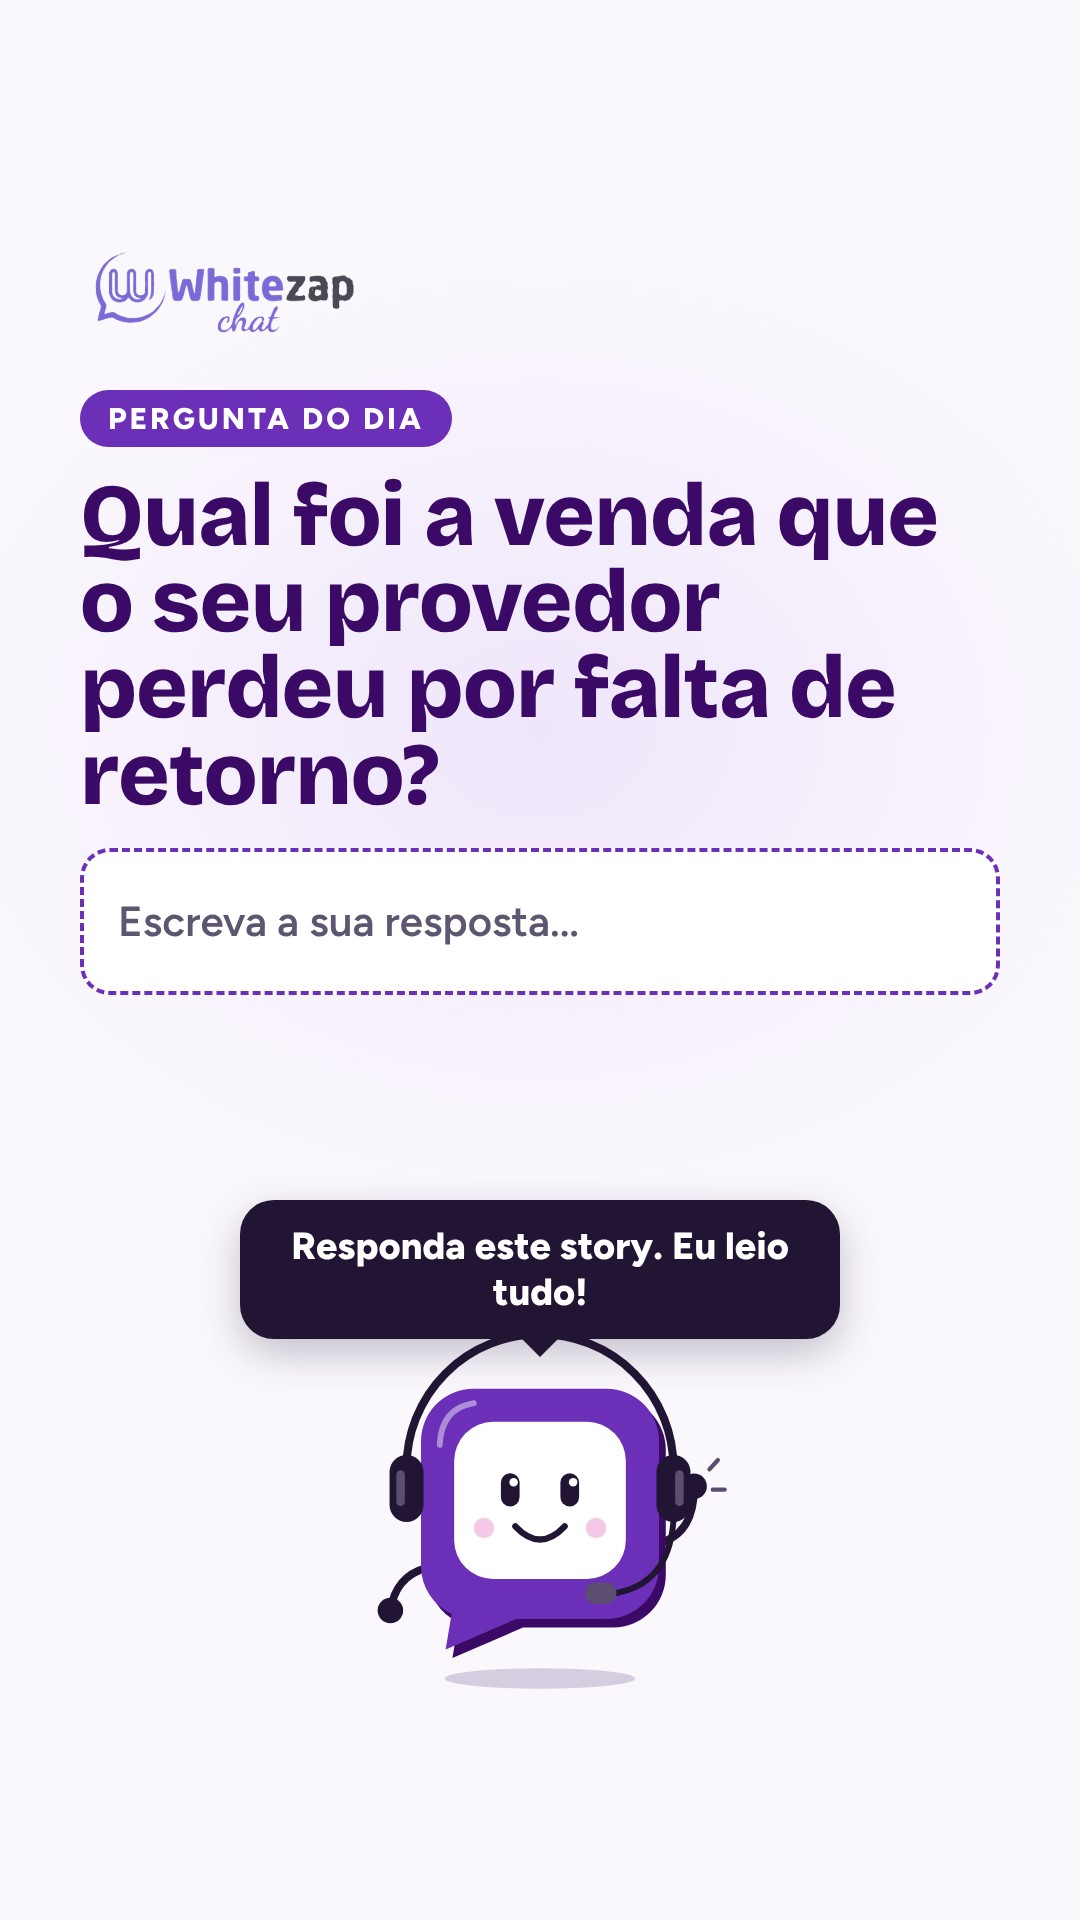 Whitezap
chat
PERGUNTA DO DIA
Qual foi a venda que
o seu provedor
perdeu por falta de
retorno?
Escreva a sua resposta...
Responda este story. Eu leio
tudo!